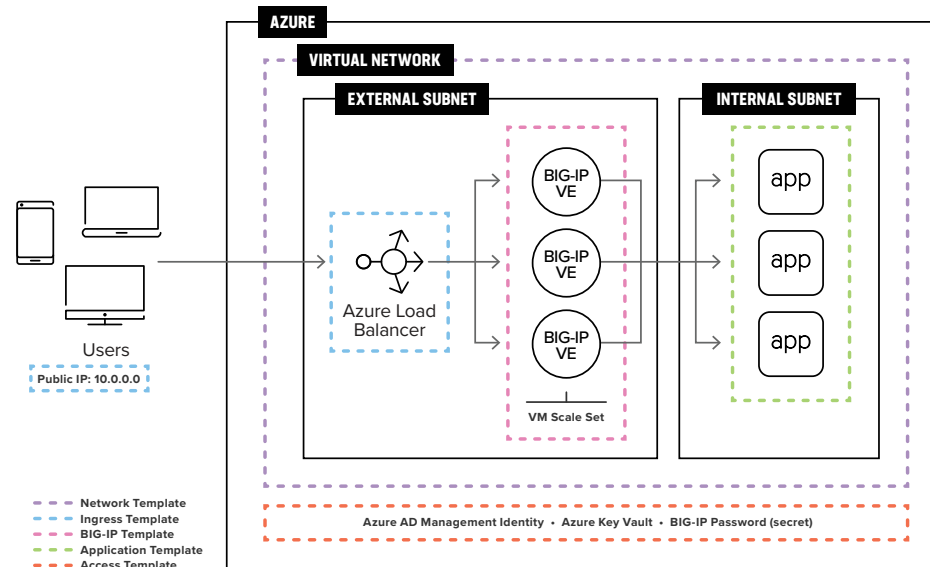 AZURE
VIRTUAL NETWORK
EXTERNAL SUBNET
INTERNAL SUBNET
BIG-IP
VE
BIG-IP
VE
BIG-IP
VE
VM Scale Set
app
app
app
Azure Load
Balancer
Users
Public IP: 10.0.0.0
Network Template
Ingress Template
BIG-IP Template
Application Template
Access Template
Azure AD Management Identity • Azure Key Vault • BIG-IP Password (secret)